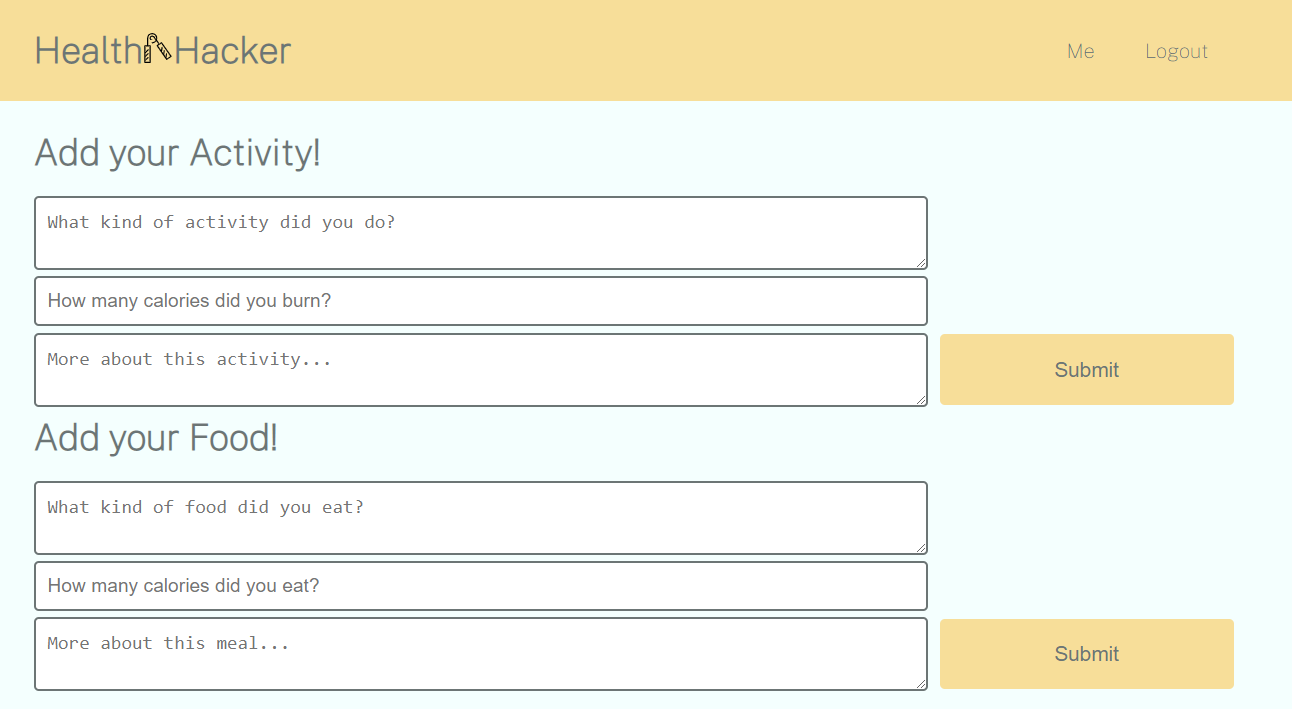 Health Hacker
Me Logout
Add your Activity!
What kind of activity did you do?
How many calories did you burn?
More about this activity...
Submit
Add your Food!
What kind of food did you eat?
How many calories did you eat?
More about this meal...
Submit